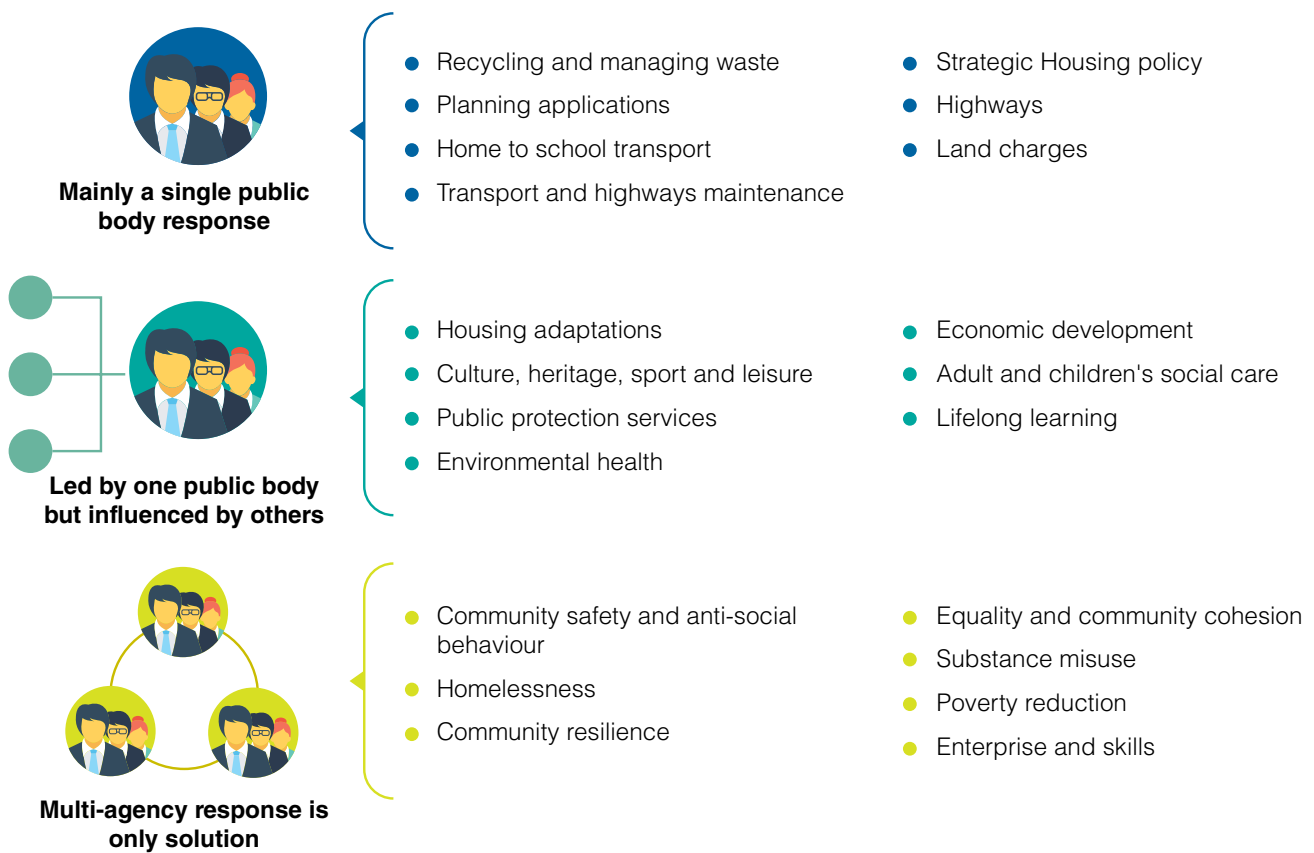 Mainly a single public
body response
Recycling and managing waste
Planning applications
Home to school transport
Transport and highways maintenance
Strategic Housing policy
Highways
Land charges
Led by one public body
but influenced by others
Housing adaptations
Culture, heritage, sport and leisure
Public protection services
Environmental health
Economic development
Adult and children's social care
Lifelong learning
Multi-agency response is
only solution
Community safety and anti-social
behaviour
Homelessness
Community resilience
Equality and community cohesion
Substance misuse
Poverty reduction
Enterprise and skills